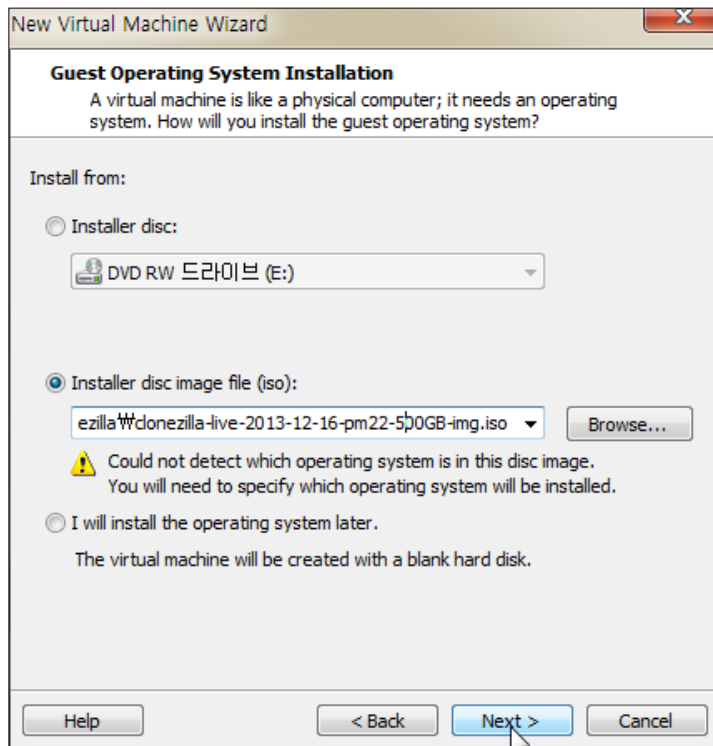 New Virtual Machine Wizard
Guest Operating System Installation
A virtual machine is like a physical computer; it needs an operating
system. How will you install the guest operating system?
Install from:
Installer disc:
DVD RW 드라이브 (E:)
Installer disc image file (iso):
ezilla₩clonezilla-live-2013-12-16-pm22-500GB-img.iso
Browse...
Could not detect which operating system is in this disc image.
You will need to specify which operating system will be installed.
I will install the operating system later.
The virtual machine will be created with a blank hard disk.
Help
< Back
Next >
Cancel